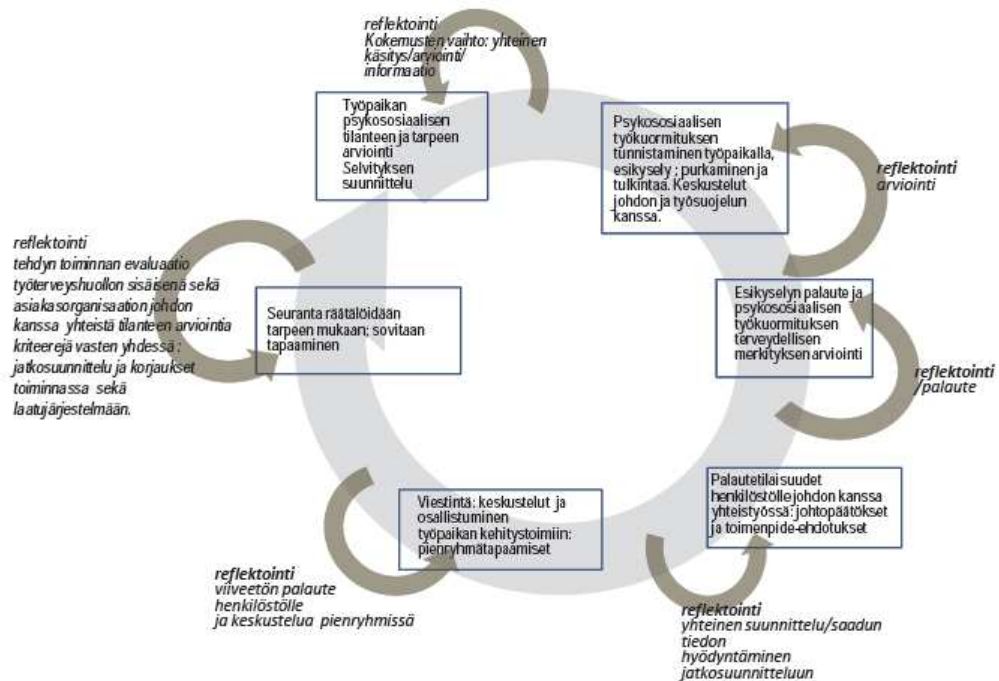 reflektointi
Kokemusten vaihto: yhteinen
käsitys/arviointi/
informaatio
Työpaikan
psykososiaalisen
tilanteen ja tarpeen
arviointi
Selvityksen
suunnittelu
Psykososiaalisen
työkuormituksen
tunnistaminen työpaikalla,
esikysely ; purkaminen ja
tulkintaa. Keskustelut
johdon ja työsuojelun
kanssa.
reflektointi
arviointi
Esikyselyn palaute ja
psykososiaalisen
työkuormituksen
terveydellisen
merkityksen arviointi
reflektointi
/palaute
Palautetilaisuudet
henkilöstölle johdon kanssa
yhteistyössä: johtopäätökset
ja toimenpide-ehdotukset
reflektointi
yhteinen suunnittelu/saadun
tiedon
hyödyntäminen
jatkosuunnitteluun
Viestintä: keskustelut ja
osallistuminen
työpaikan kehitystoimiin:
pienryhmätapaamiset
reflektointi
viiveetön palaute
henkilöstölle
ja keskustelua pienryhmissä
Seuranta räätälöidään
tarpeen mukaan; sovitaan
tapaaminen
reflektointi
tehdyn toiminnan evaluaatio
työterveyshuollon sisäisenä sekä
asiakasorganisaation johdon
kanssa yhteistä tilanteen arviointia
kriteerejä vasten yhdessä ;
jatkosuunnittelu ja korjaukset
toiminnassa sekä
laatujärjestelmään.